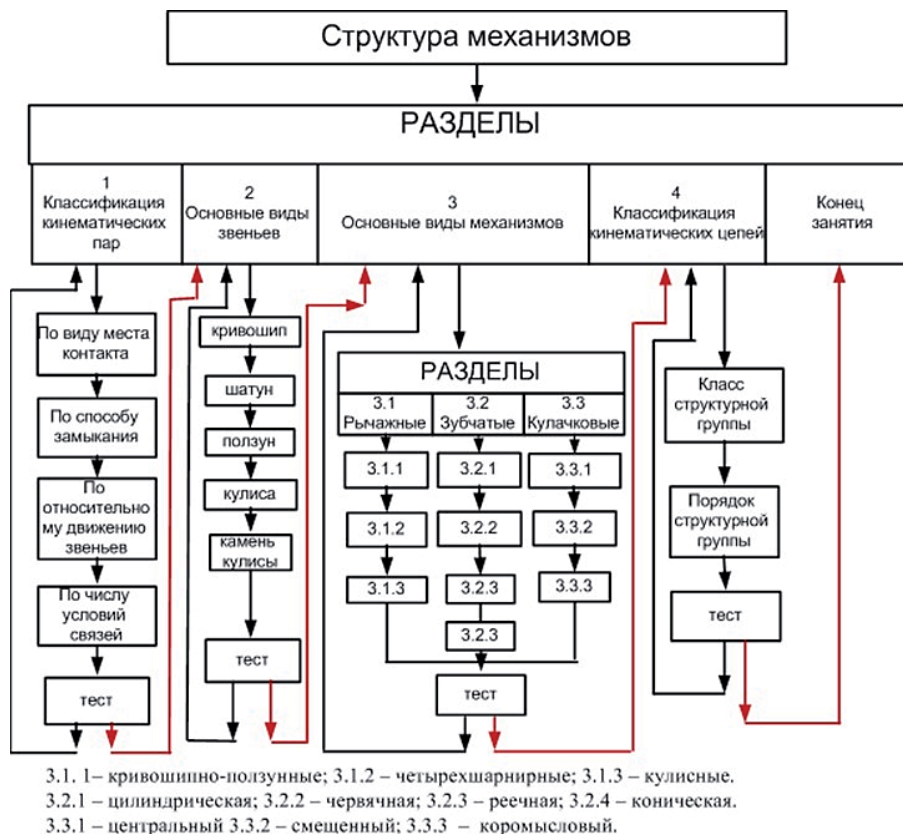 Структура механизмов
РАЗДЕЛЫ
1
Классификация
кинематических
пар
2
Основные виды
звеньев
3
Основные виды механизмов
4
Классификация
кинематических цепей
Конец
занятия
По виду места
контакта
По способу
замыкания
По
относительно
му движению
звеньев
По числу
условий
связей
тест
кривошип
шатун
ползун
кулиса
камень
кулисы
тест
РАЗДЕЛЫ
3.1
Рычажные
3.2
Зубчатые
3.3
Кулачковые
3.1.1
3.2.1
3.3.1
3.1.2
3.2.2
3.3.2
3.1.3
3.2.3
3.3.3
3.2.3
тест
Класс
структурной
группы
Порядок
структурной
группы
тест
3.1. 1– кривошипно-ползунные; 3.1.2 – четырехшарнирные; 3.1.3 – кулисные.
3.2.1 – цилиндрическая; 3.2.2 – червячная; 3.2.3 – реечная; 3.2.4 – коническая.
3.3.1 – центральный 3.3.2 – смещенный; 3.3.3 – коромысловый.